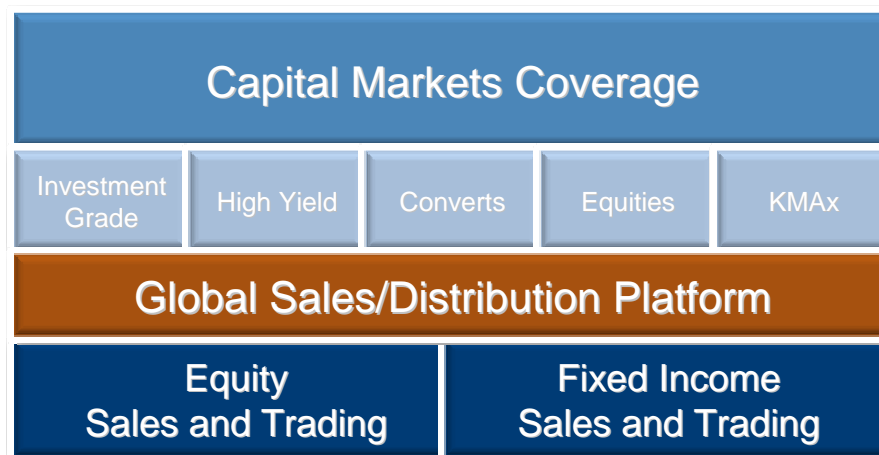 Capital Markets Coverage
Investment
Grade
High Yield
Converts
Equities
KMAx
Global Sales/Distribution Platform
Equity
Sales and Trading
Fixed Income
Sales and Trading